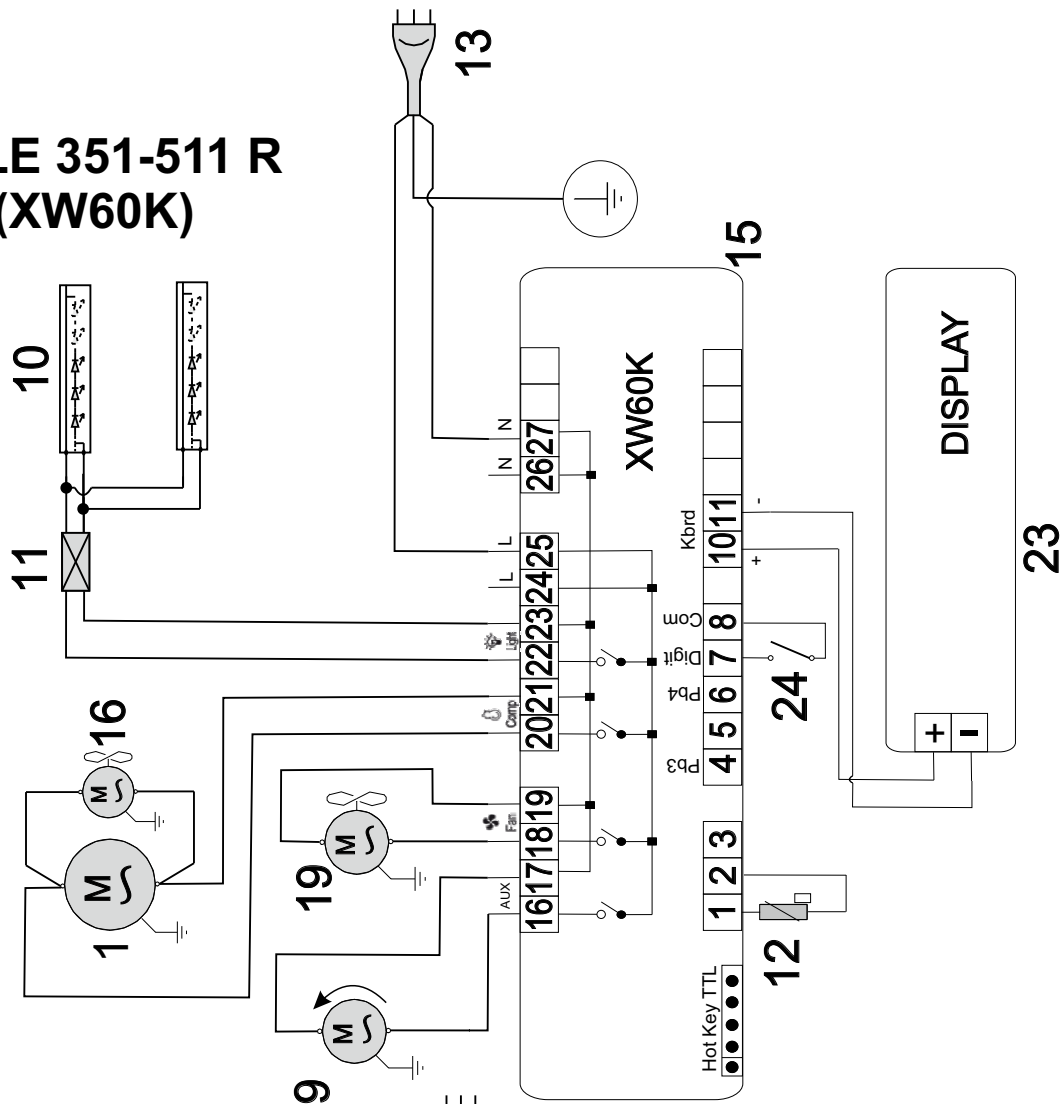 LE 351-511 R
(XW60K)
13
15
10
11
16
M
1
M
19
M
9
M
XW60K
N N
26 27
L L
22 23 24 25
Light
20 21
Comp
18 19
Fan
16 17
AUX
Kbrd
10 11
+ -
Com
8
Digit
7
Pb4
6
5
Pb3
4
1 2 3
Hot Key TTL
12
24
DISPLAY
+
-
23